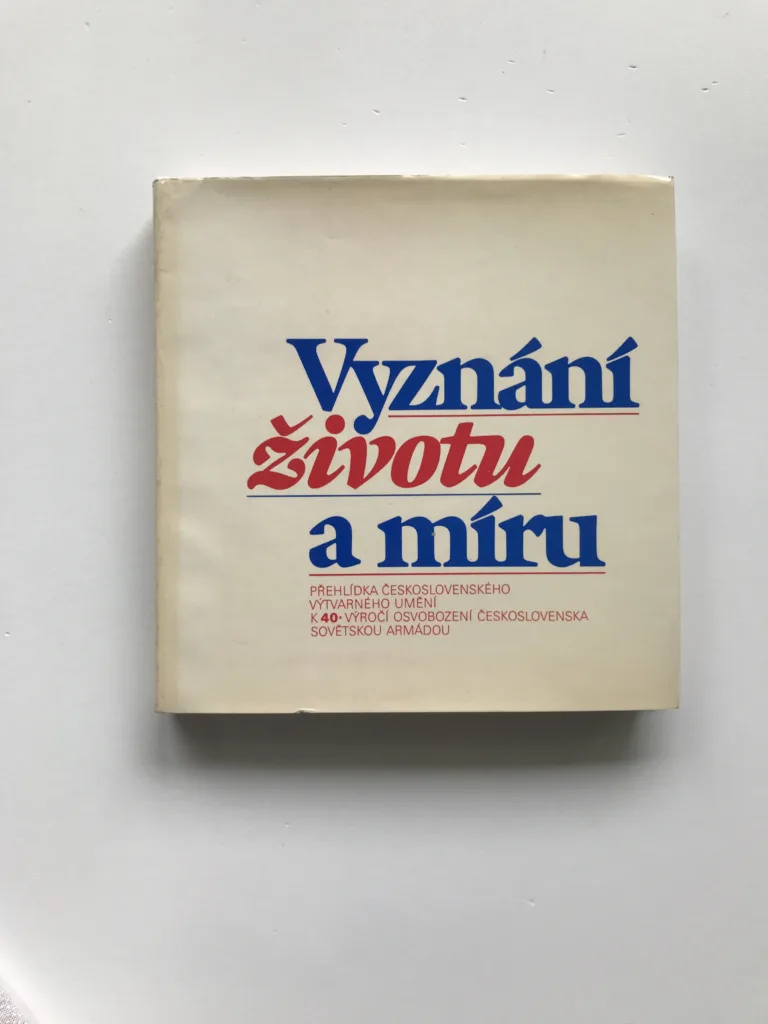 Vyznání
životu
a míru
PŘEHLÍDKA ČESKOSLOVENSKÉHO
VÝTVARNÉHO UMĚNÍ
K 40. VÝROČÍ OSVOBOZENÍ ČESKOSLOVENSKA
SOVĚTSKOU ARMÁDOU